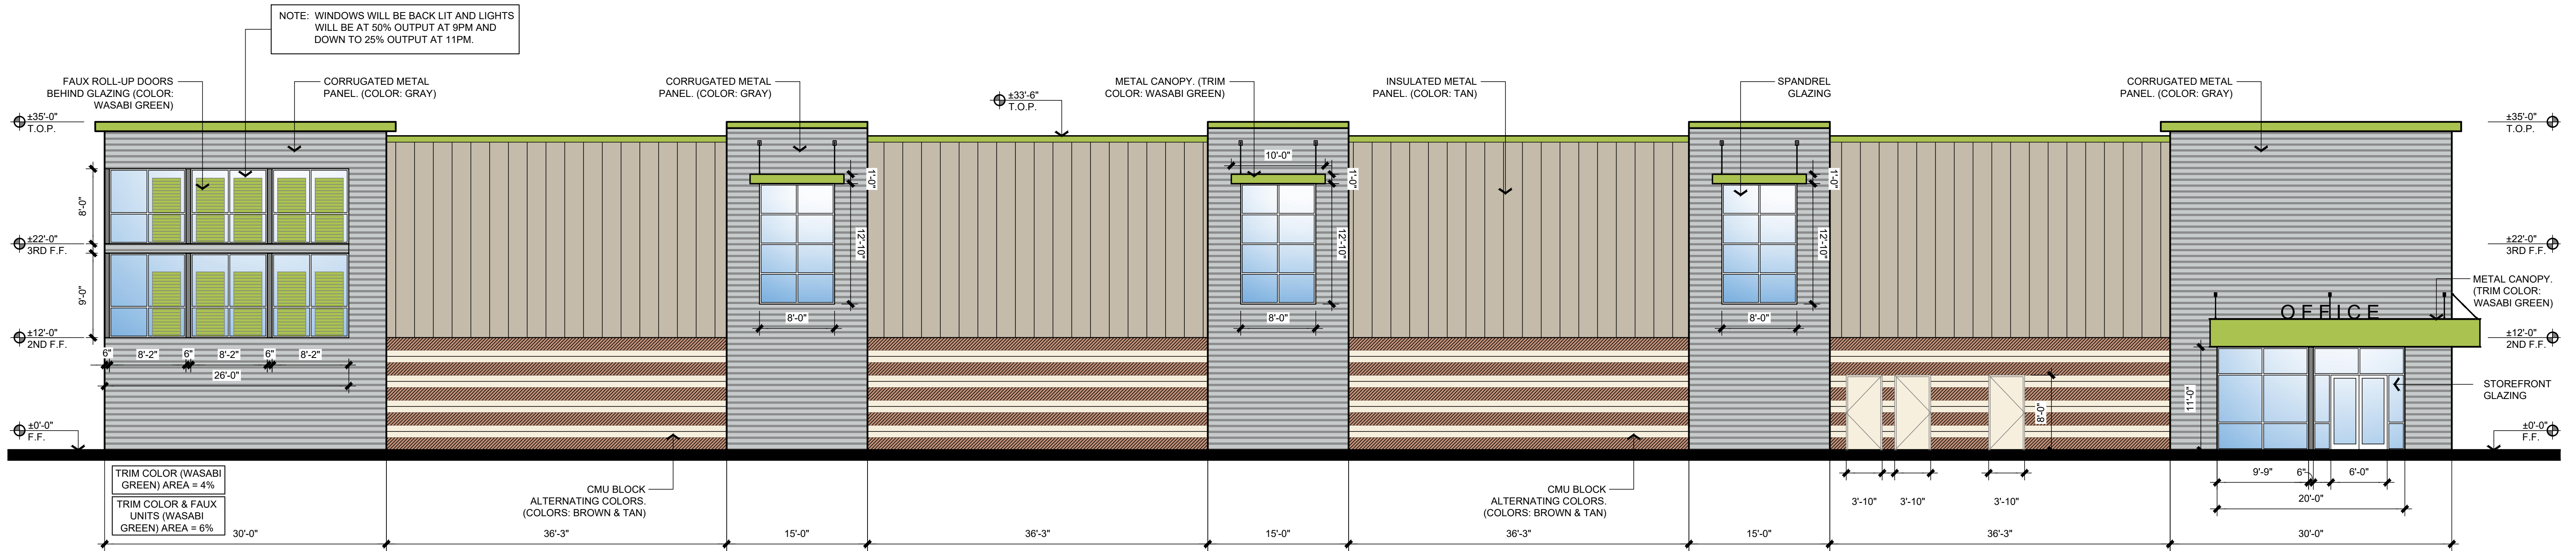 NOTE: WINDOWS WILL BE BACK LIT AND LIGHTS
WILL BE AT 50% OUTPUT AT 9PM AND
DOWN TO 25% OUTPUT AT 11PM.
FAUX ROLL-UP DOORS
BEHIND GLAZING (COLOR:
WASABI GREEN)
CORRUGATED METAL
PANEL. (COLOR: GRAY)
CORRUGATED METAL
PANEL. (COLOR: GRAY)
±33'-6"
T.O.P.
METAL CANOPY. (TRIM
COLOR: WASABI GREEN)
INSULATED METAL
PANEL. (COLOR: TAN)
SPANDREL
GLAZING
CORRUGATED METAL
PANEL. (COLOR: GRAY)
±35'-0"
T.O.P.
±35'-0"
T.O.P.
10'-0"
1'-0"
1'-0"
1'-0"
8'-0"
12'-10"
12'-10"
12'-10"
±22'-0"
3RD F.F.
±22'-0"
3RD F.F.
9'-0"
METAL CANOPY.
(TRIM COLOR:
WASABI GREEN)
OFFICE
8'-0"
8'-0"
8'-0"
±12'-0"
2ND F.F.
±12'-0"
2ND F.F.
6"
8'-2"
6"
8'-2"
6"
8'-2"
26'-0"
STOREFRONT
GLAZING
11'-0"
8'-0"
±0'-0"
F.F.
±0'-0"
F.F.
TRIM COLOR (WASABI
GREEN) AREA = 4%
TRIM COLOR & FAUX
UNITS (WASABI
GREEN) AREA = 6%
CMU BLOCK
ALTERNATING COLORS.
(COLORS: BROWN & TAN)
CMU BLOCK
ALTERNATING COLORS.
(COLORS: BROWN & TAN)
3'-10"
3'-10"
3'-10"
9'-9"
6"
6'-0"
20'-0"
30'-0"
36'-3"
15'-0"
36'-3"
15'-0"
36'-3"
15'-0"
36'-3"
30'-0"